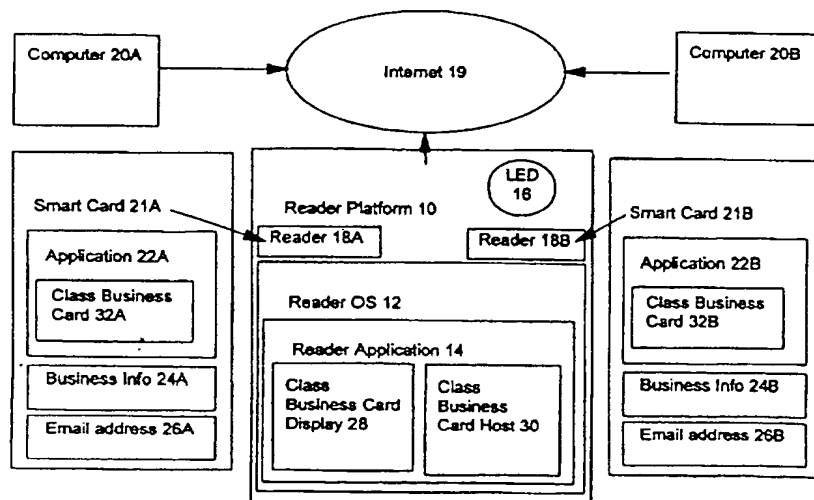 Computer 20A
Internet 19
Computer 20B
LED
16
Smart Card 21A
Reader Platform 10
Smart Card 21B
Reader 18A
Reader 18B
Application 22A
Class Business
Card 32A
Business Info 24A
Email address 26A
Reader OS 12
Reader Application 14
Class
Business Card
Display 28
Class
Business
Card Host 30
Application 22B
Class Business
Card 32B
Business Info 24B
Email address 26B